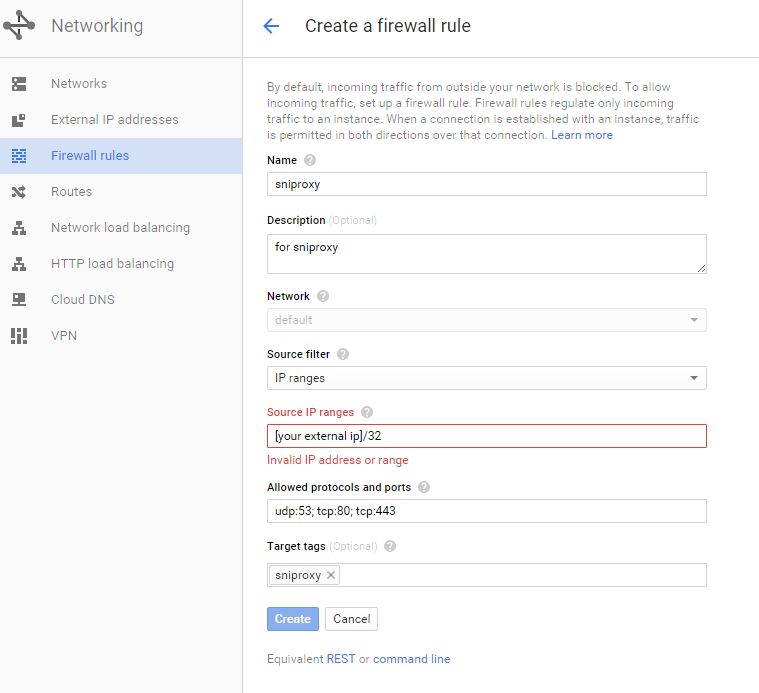 Networking
Create a firewall rule
Networks
External IP addresses
Firewall rules
Routes
Network load balancing
HTTP load balancing
Cloud DNS
VPN
By default, incoming traffic from outside your network is blocked. To allow
incoming traffic, set up a firewall rule. Firewall rules regulate only incoming
traffic to an instance. When a connection is established with an instance, traffic
is permitted in both directions over that connection. Learn more
Name ?
sniproxy
Description (Optional)
for sniproxy
Network ?
default
Source filter ?
IP ranges
Source IP ranges ?
[your external ip]/32
Invalid IP address or range
Allowed protocols and ports ?
udp:53; tcp:80; tcp:443
Target tags (Optional) ?
sniproxy ×
Create Cancel
Equivalent REST or command line